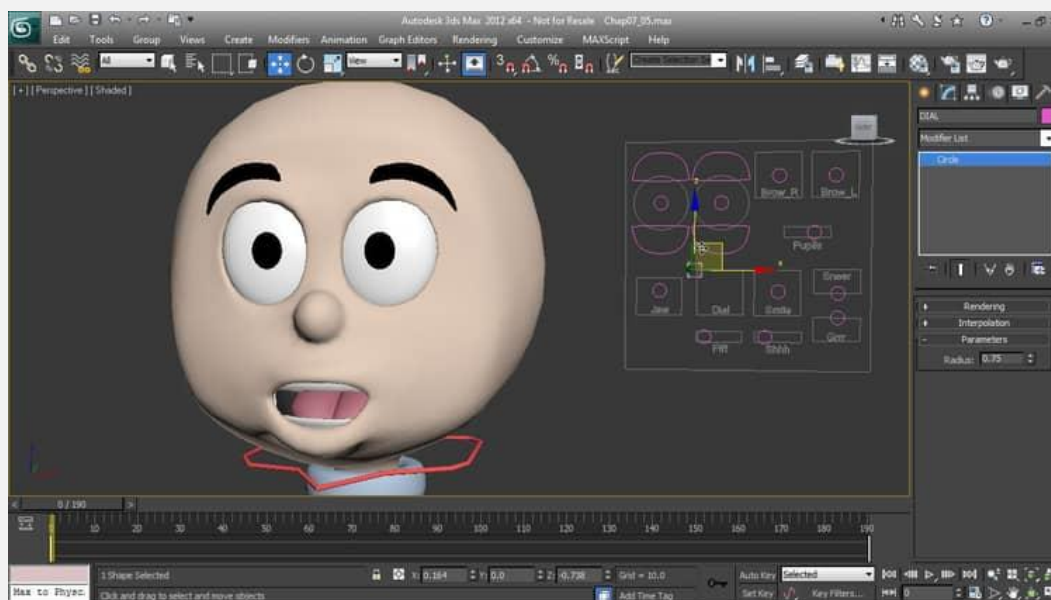 Autodesk 3ds Max 2012 x64 - Not for Resale Chap07_05.max
Edit Tools Group Views Create Modifiers Animation Graph Editors Rendering Customize MAXScript Help
All
View
[ + ] [ Perspective ] [ Shaded ]
DIAL
Modifier List
Circle
Brow_R Brow_L
Pupils
Jaw Dial Smile Sneer
Ffff Shhh Grrr
Rendering
Interpolation
Parameters
Radius: 0.75
0 / 190
10 20 30 40 50 60 70 80 90 100 110 120 130 140 150 160 170 180 190
1 Shape Selected X: 0.164 Y: 0.0 Z: -0.738 Grid = 10.0 Auto Key Selected
Max to Physc. Click and drag to select and move objects Add Time Tag Set Key Key Filters... 0